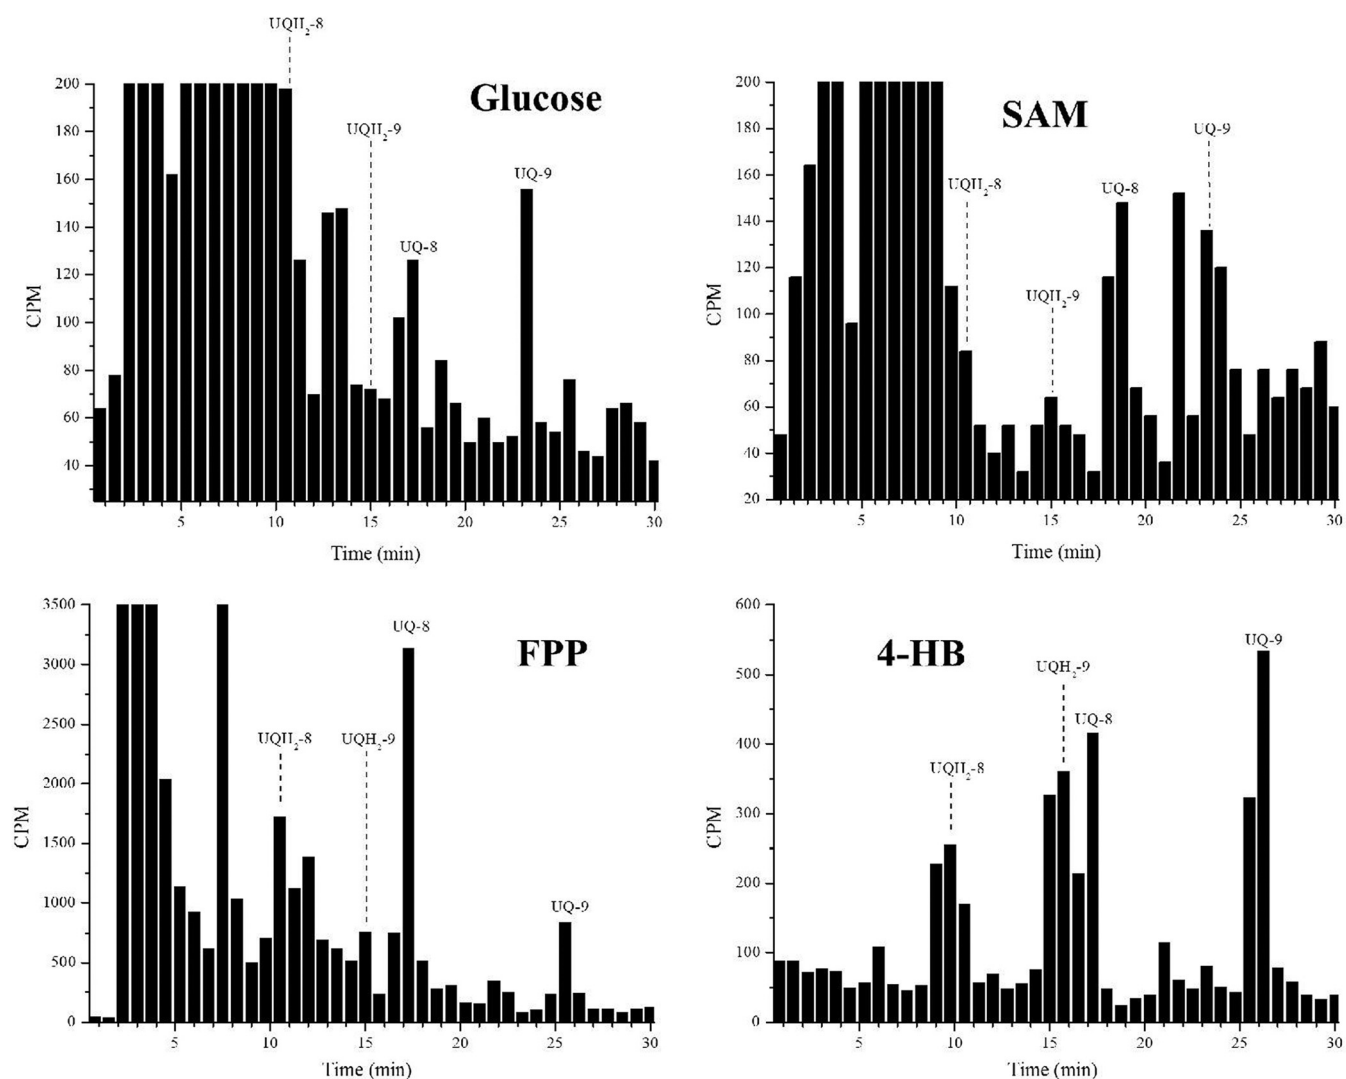 UQH2-8
200
180
160
140
120
100
80
60
40
CPM
Glucose
UQH2-9
UQ-8
UQ-9
5
10
15
20
25
30
Time (min)
200
180
160
140
120
100
80
60
40
20
CPM
SAM
UQH2-8
UQH2-9
UQ-8
UQ-9
5
10
15
20
25
30
Time (min)
3500
3000
2500
2000
1500
1000
500
0
CPM
FPP
UQH2-8
UQH2-9
UQ-8
UQ-9
5
10
15
20
25
30
Time (min)
600
500
400
300
200
100
0
CPM
4-HB
UQH2-8
UQH2-9
UQ-8
UQ-9
5
10
15
20
25
30
Time (min)